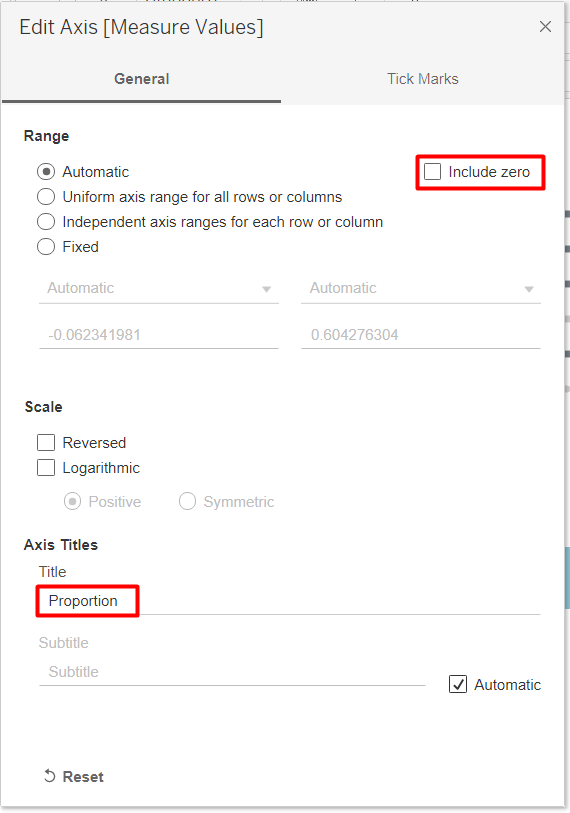 Edit Axis [Measure Values]
General
Tick Marks
Range
Automatic
Include zero
Uniform axis range for all rows or columns
Independent axis ranges for each row or column
Fixed
Automatic
Automatic
-0.062341981
0.604276304
Scale
Reversed
Logarithmic
Positive
Symmetric
Axis Titles
Title
Proportion
Subtitle
Subtitle
Automatic
Reset